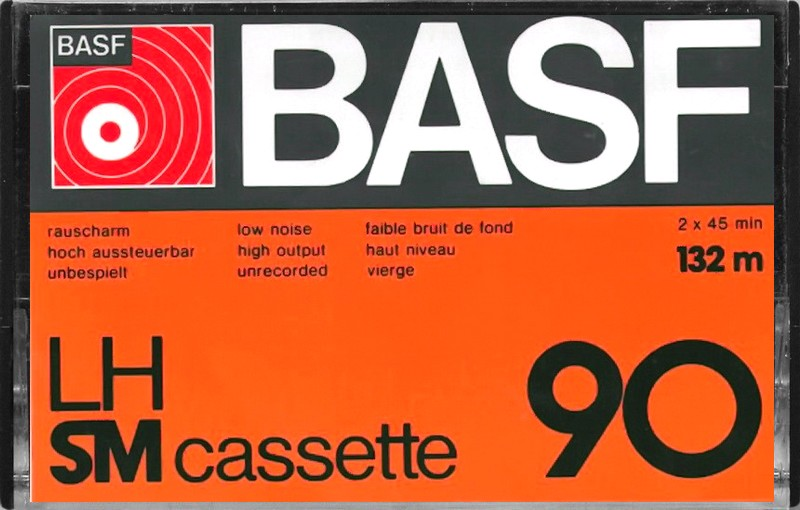 BASF
BASF
rauscharm
hoch aussteuerbar
unbespielt
low noise
high output
unrecorded
faible bruit de fond
haut niveau
vierge
2 x 45 min
132 m
LH
SM cassette
90